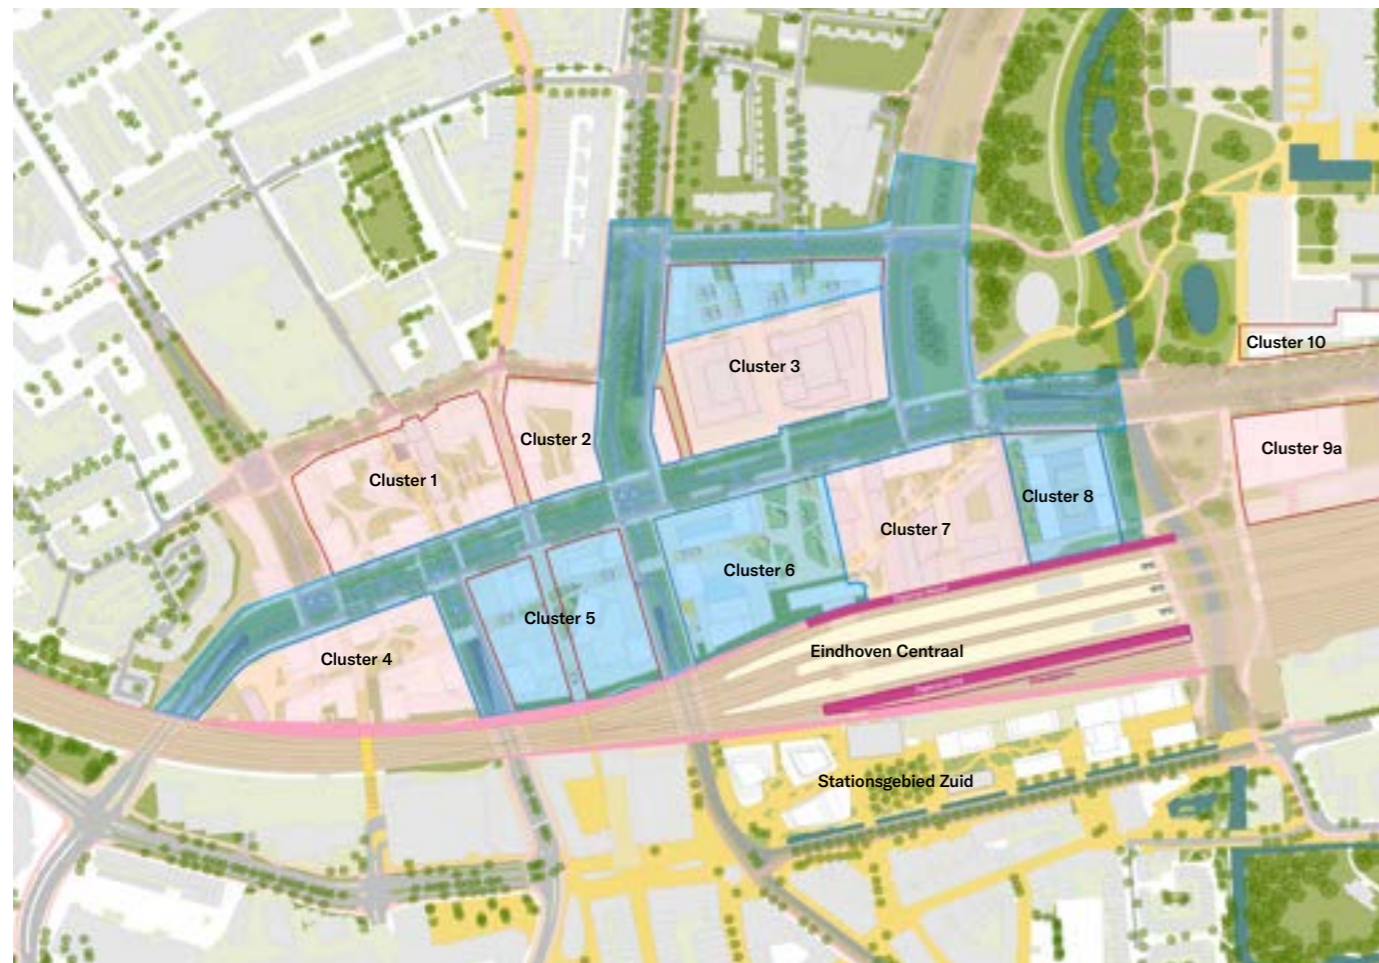 Cluster 10
Cluster 3
Cluster 2
Cluster 9a
Cluster 1
Cluster 8
Cluster 7
Cluster 6
Cluster 5
Eindhoven Centraal
Cluster 4
Stationsgebied Zuid